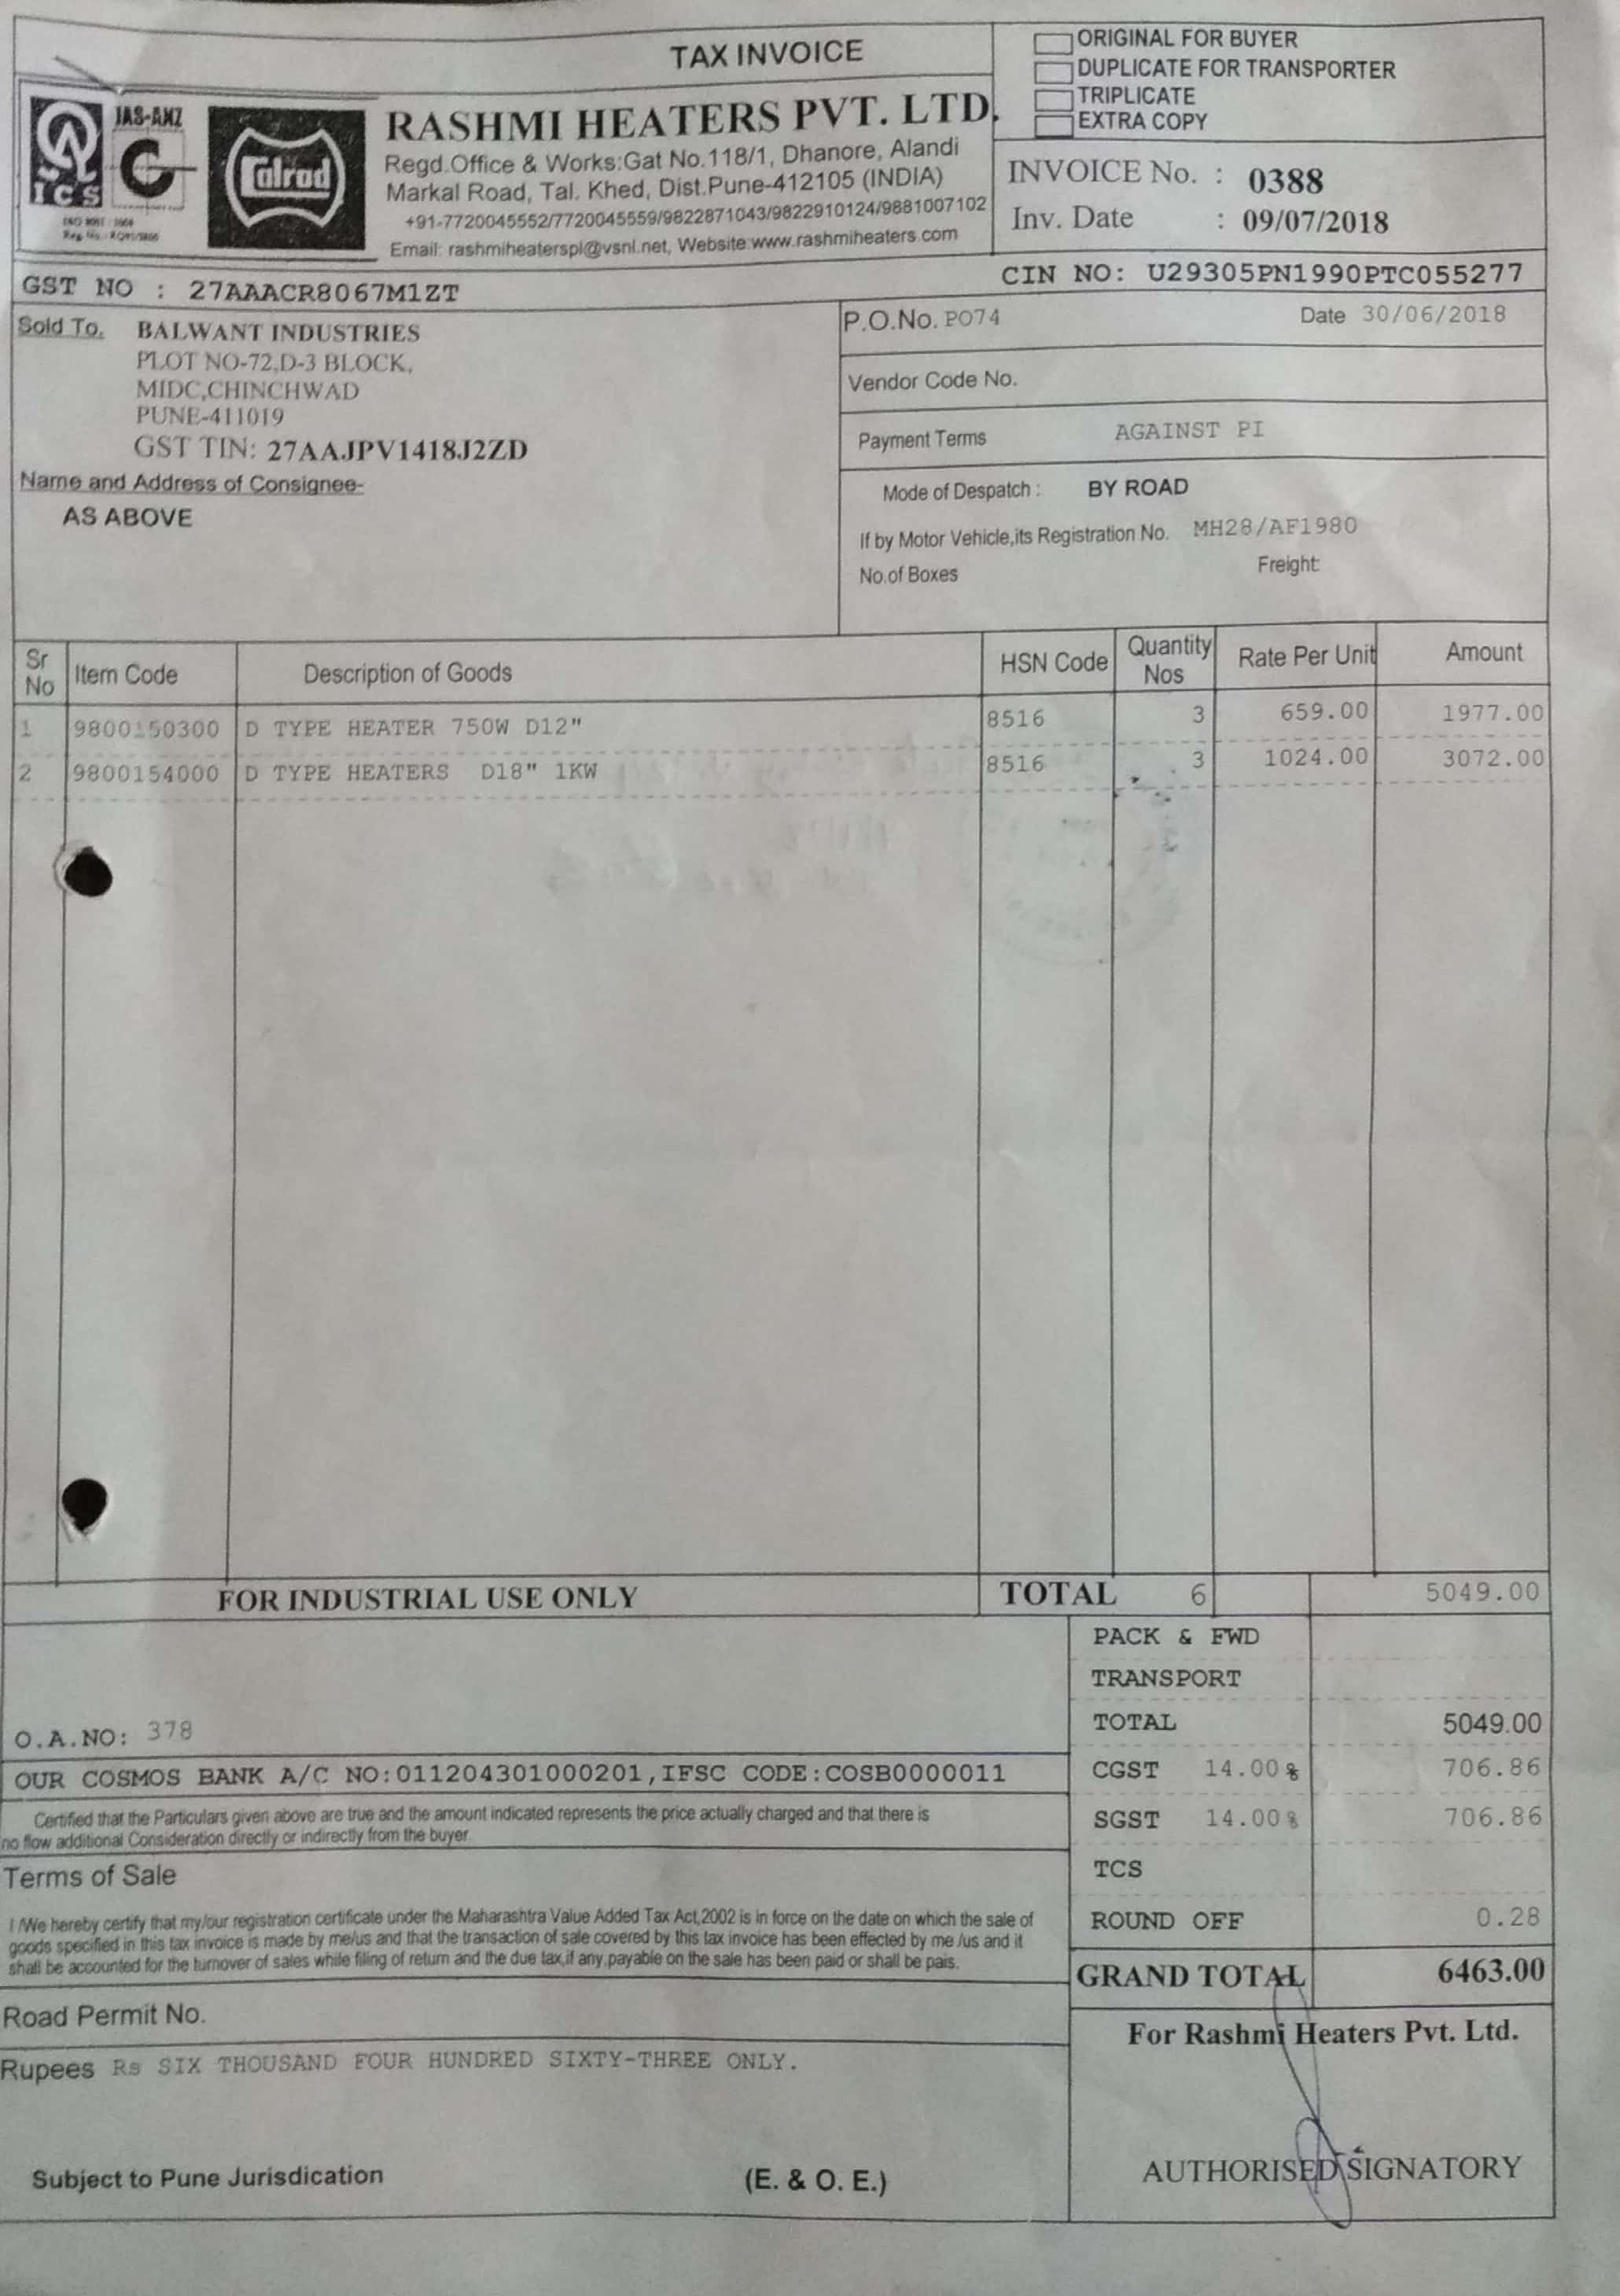 TAX INVOICE
ORIGINAL FOR BUYER
DUPLICATE FOR TRANSPORTER
TRIPLICATE
EXTRA COPY
JAS-ANZ
ICS
Calrod
RASHMI HEATERS PVT. LTD.
Regd.Office & Works:Gat No.118/1, Dhanore, Alandi
Markal Road, Tal. Khed, Dist.Pune-412105 (INDIA)
+91-7720045552/7720045559/9822871043/9822910124/9881007102
Email: rashmiheaterspl@vsnl.net, Website:www.rashmiheaters.com
INVOICE No. : 0388
Inv. Date : 09/07/2018
GST NO : 27AAACR8067M1ZT
CIN NO: U29305PN1990PTC055277
Sold To. BALWANT INDUSTRIES
PLOT NO-72,D-3 BLOCK,
MIDC,CHINCHWAD
PUNE-411019
GST TIN: 27AAJPV1418J2ZD
Name and Address of Consignee-
AS ABOVE
P.O.No. PO74 Date 30/06/2018
Vendor Code No.
Payment Terms AGAINST PI
Mode of Despatch : BY ROAD
If by Motor Vehicle,its Registration No. MH28/AF1980
No.of Boxes Freight:
Sr No Item Code Description of Goods HSN Code Quantity Nos Rate Per Unit Amount
1 9800150300 D TYPE HEATER 750W D12" 8516 3 659.00 1977.00
2 9800154000 D TYPE HEATERS D18" 1KW 8516 3 1024.00 3072.00
FOR INDUSTRIAL USE ONLY TOTAL 6 5049.00
PACK & FWD
TRANSPORT
TOTAL 5049.00
CGST 14.00% 706.86
SGST 14.00% 706.86
TCS
ROUND OFF 0.28
GRAND TOTAL 6463.00
O.A.NO: 378
OUR COSMOS BANK A/C NO:011204301000201,IFSC CODE:COSB0000011
Certified that the Particulars given above are true and the amount indicated represents the price actually charged and that there is
no flow additional Consideration directly or indirectly from the buyer.
Terms of Sale
I /We hereby certify that my/our registration certificate under the Maharashtra Value Added Tax Act,2002 is in force on the date on which the sale of
goods specified in this tax invoice is made by me/us and that the transaction of sale covered by this tax invoice has been effected by me /us and it
shall be accounted for the turnover of sales while filing of return and the due tax,if any,payable on the sale has been paid or shall be pais.
Road Permit No.
Rupees Rs SIX THOUSAND FOUR HUNDRED SIXTY-THREE ONLY.
For Rashmi Heaters Pvt. Ltd.
AUTHORISED SIGNATORY
Subject to Pune Jurisdication (E. & O. E.)